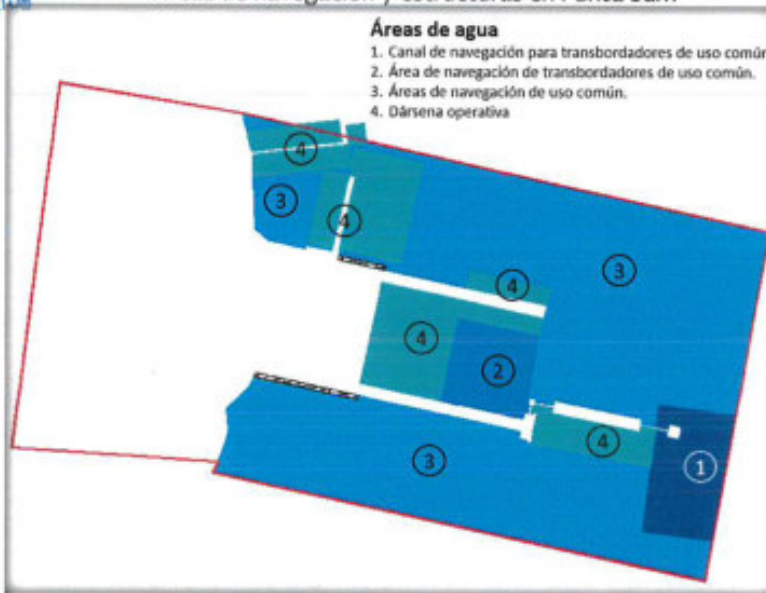 Áreas de agua
1. Canal de navegación para transbordadores de uso común
2. Área de navegación de transbordadores de uso común.
3. Áreas de navegación de uso común.
4. Dársena operativa
4
3
4
3
4
4
2
4
3
1